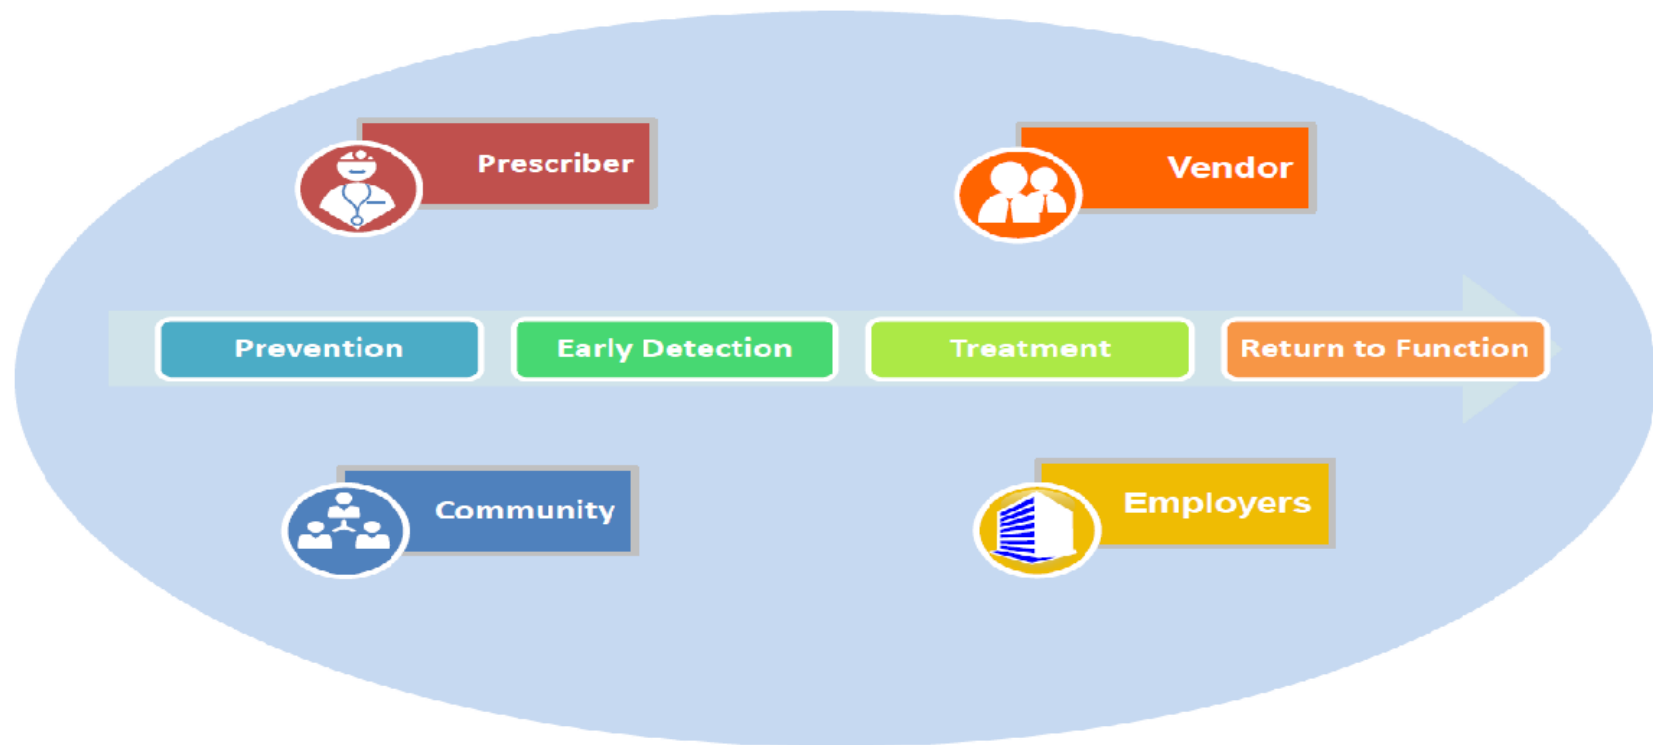 Prescriber
Vendor
Prevention
Early Detection
Treatment
Return to Function
Community
Employers